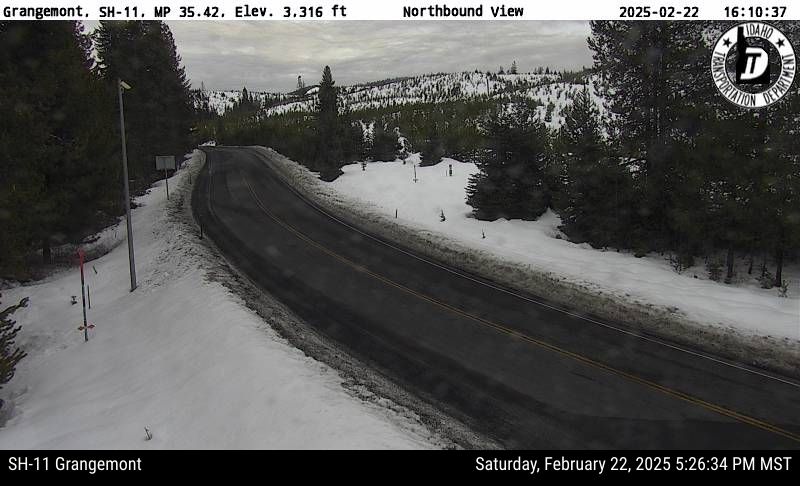 Grangemont, SH-11, MP 35.42, Elev. 3,316 ft Northbound View 2025-02-22 16:10:37
IDAHO
TRANSPORTATION DEPARTMENT
SH-11 Grangemont Saturday, February 22, 2025 5:26:34 PM MST